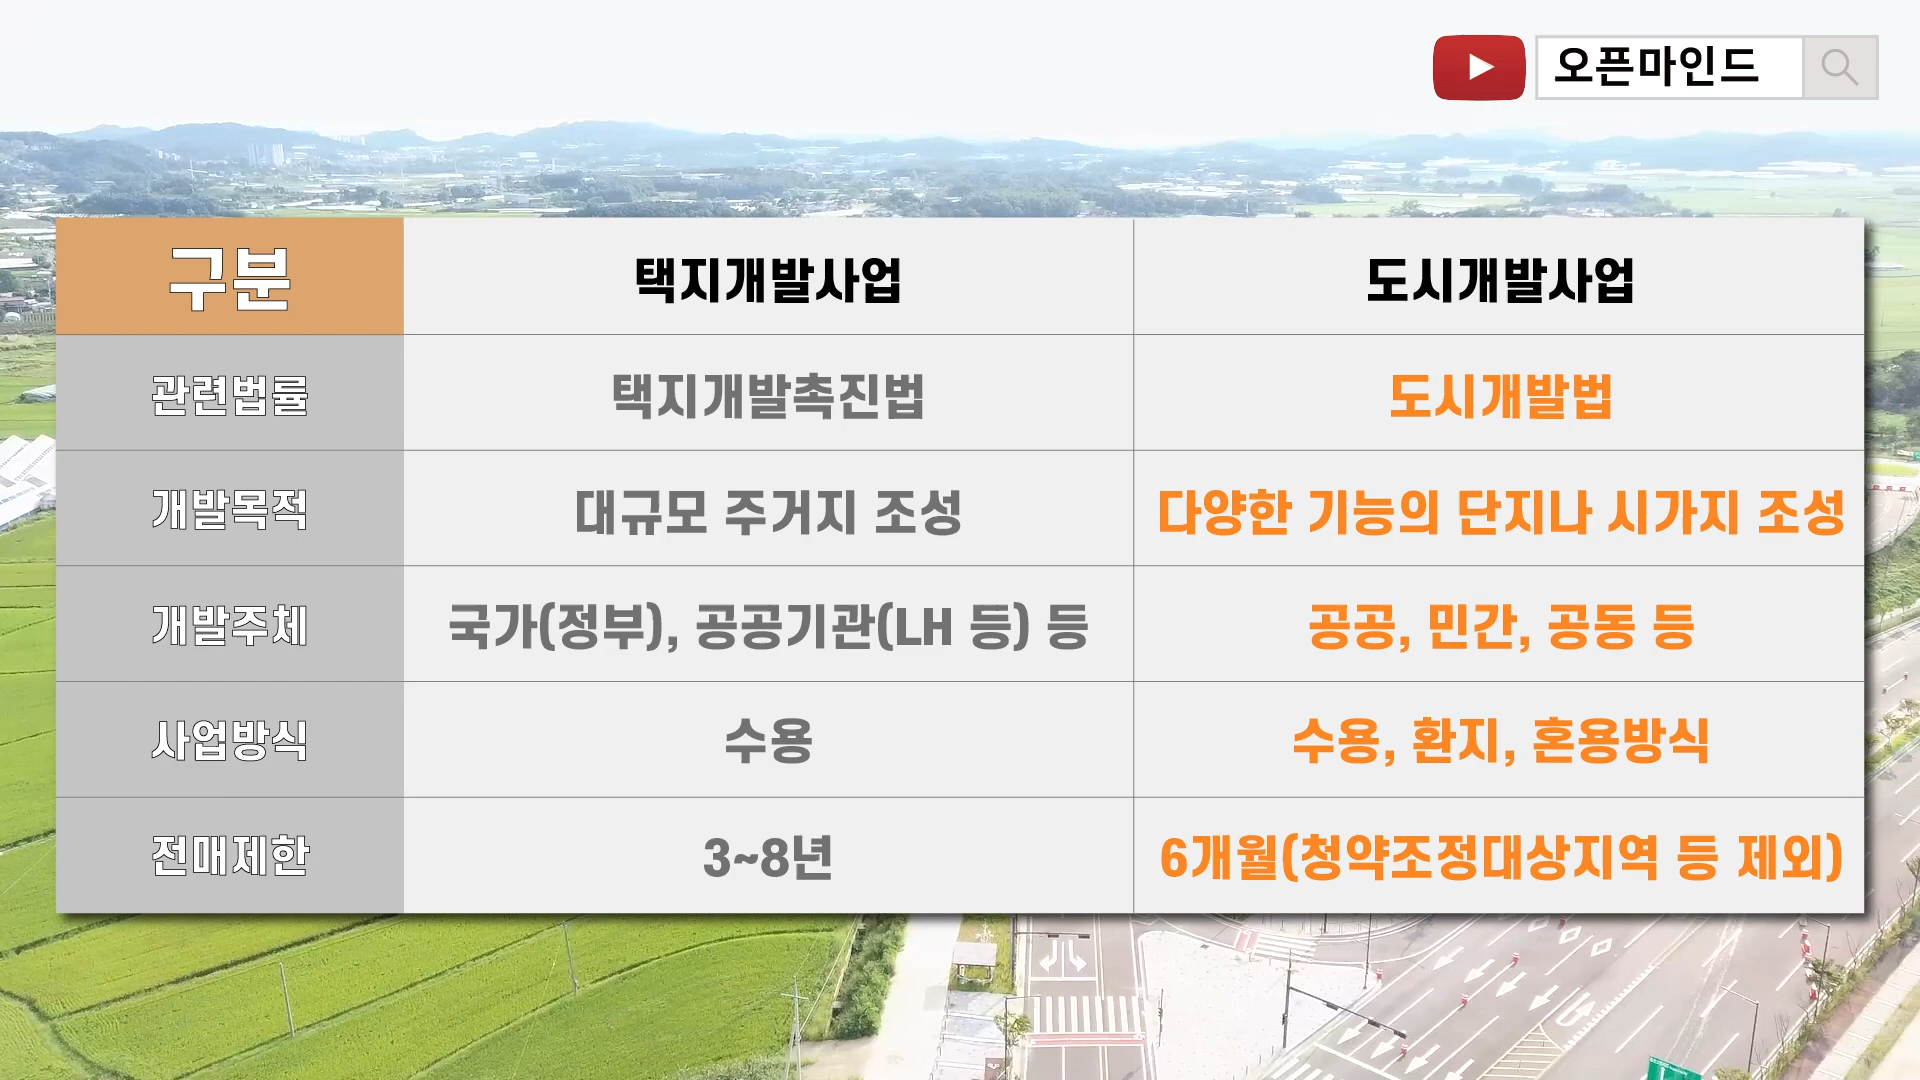 오픈마인드
구분 택지개발사업 도시개발사업
관련법률 택지개발촉진법 도시개발법
개발목적 대규모 주거지 조성 다양한 기능의 단지나 시가지 조성
개발주체 국가(정부), 공공기관(LH 등) 등 공공, 민간, 공동 등
사업방식 수용 수용, 환지, 혼용방식
전매제한 3~8년 6개월(청약조정대상지역 등 제외)